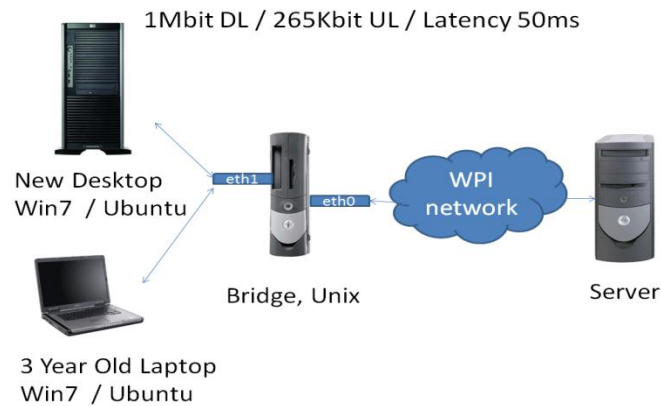 1Mbit DL / 265Kbit UL / Latency 50ms
New Desktop
Win7 / Ubuntu
eth1
eth0
WPI
network
Bridge, Unix
Server
3 Year Old Laptop
Win7 / Ubuntu